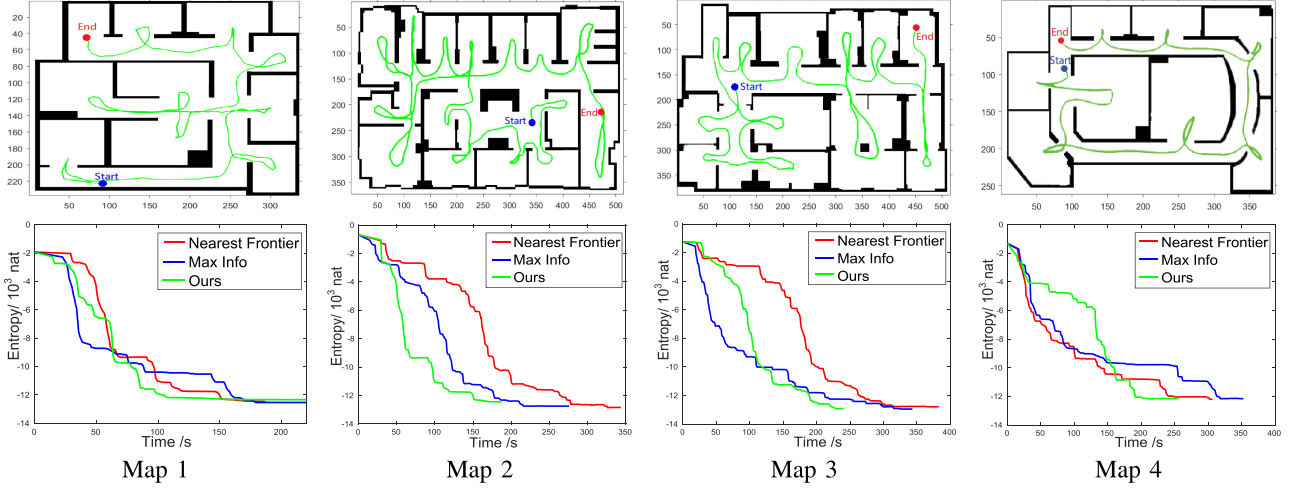 20
40
60
80
100
120
140
160
180
200
220
50 100 150 200 250 300
End
Start
50
100
150
200
250
300
350
50 100 150 200 250 300 350 400 450 500
Start
End
50
100
150
200
250
300
350
50 100 150 200 250 300 350 400 450 500
End
Start
50
100
150
200
250
50 100 150 200 250 300 350
End
Start
0
-2
-4
-6
-8
-10
-12
-14
Entropy/ 10³ nat
Nearest Frontier
Max Info
Ours
0 50 100 150 200
Time /s
0
-2
-4
-6
-8
-10
-12
-14
Entropy/ 10³ nat
Nearest Frontier
Max Info
Ours
0 50 100 150 200 250 300 350
Time /s
0
-2
-4
-6
-8
-10
-12
-14
Entropy/ 10³ nat
Nearest Frontier
Max Info
Ours
0 50 100 150 200 250 300 350 400
Time /s
0
-2
-4
-6
-8
-10
-12
-14
Entropy/ 10³ nat
Nearest Frontier
Max Info
Ours
0 50 100 150 200 250 300 350 400
Time /s
Map 1
Map 2
Map 3
Map 4